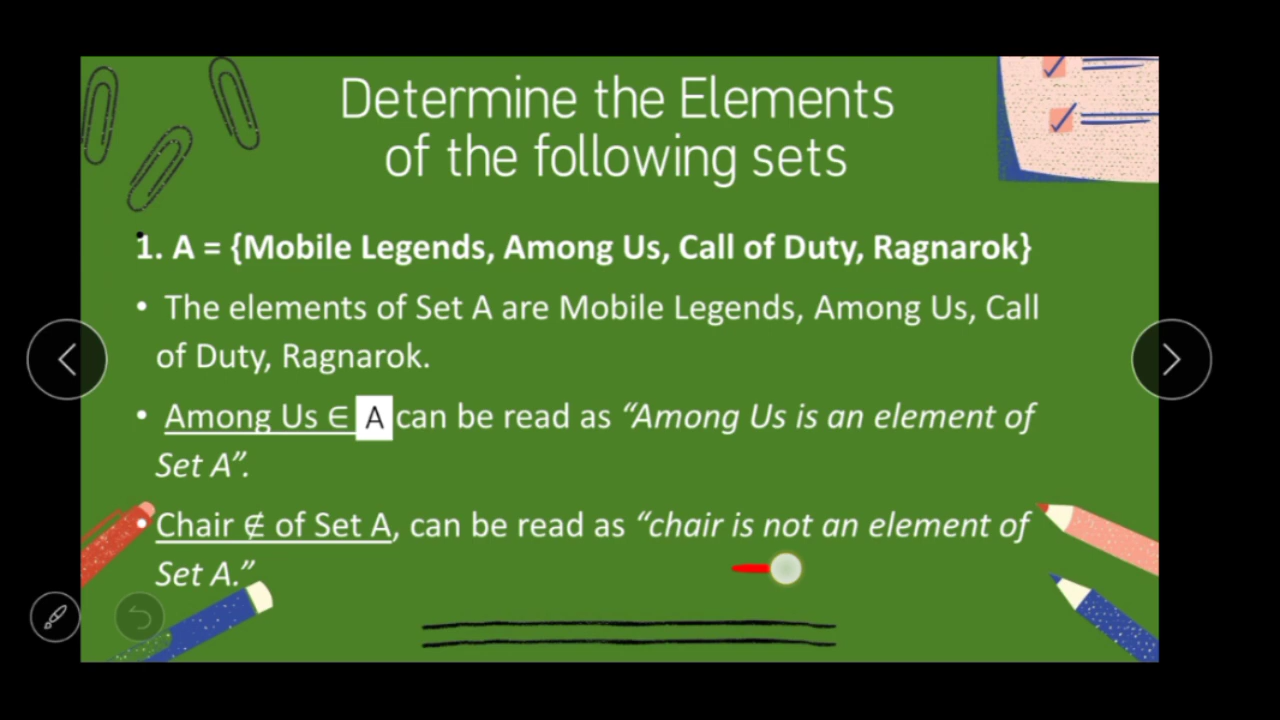 Determine the Elements
of the following sets
1. A = {Mobile Legends, Among Us, Call of Duty, Ragnarok}
• The elements of Set A are Mobile Legends, Among Us, Call
of Duty, Ragnarok.
• Among Us ∈ A can be read as “Among Us is an element of
Set A”.
• Chair ∉ of Set A, can be read as “chair is not an element of
Set A.”